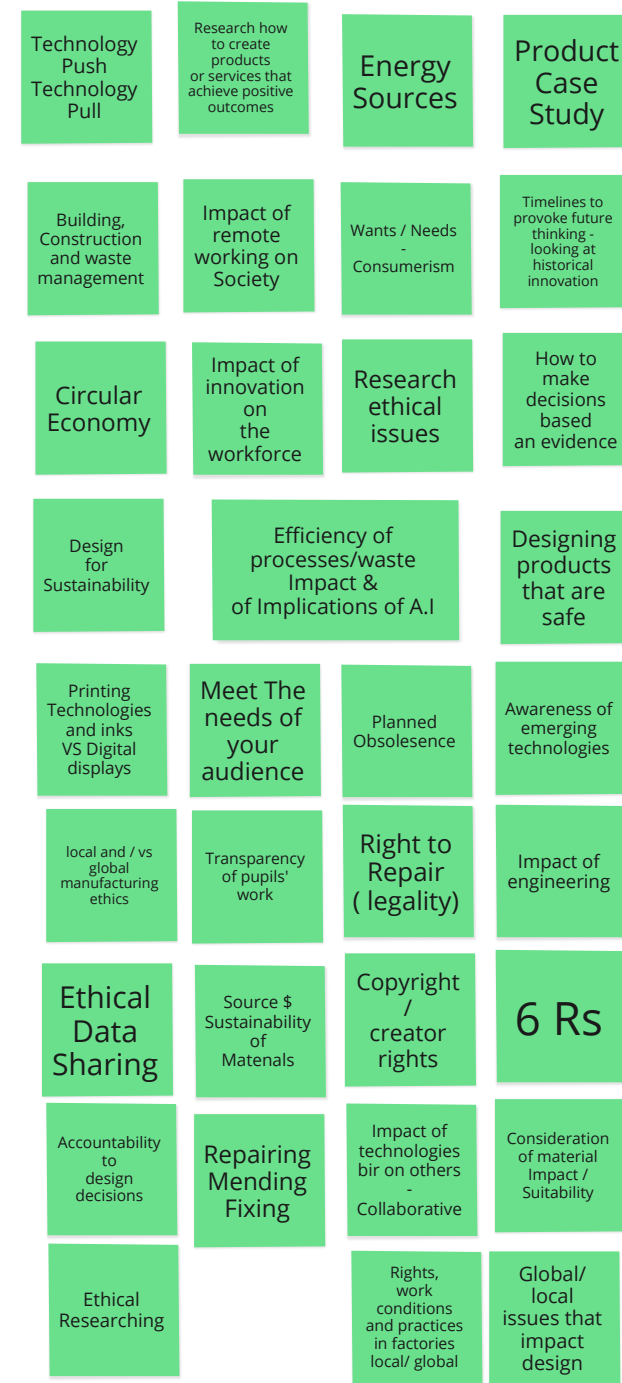 Technology
Push
Technology
Pull
Research how
to create
products
or services that
achieve positive
outcomes
Energy
Sources
Product
Case
Study
Building,
Construction
and waste
management
Impact of
remote
working on
Society
Wants / Needs
-
Consumerism
Timelines to
provoke future
thinking -
looking at
historical
innovation
Circular
Economy
Impact of
innovation
on
the
workforce
Research
ethical
issues
How to
make
decisions
based
an evidence
Design
for
Sustainability
Efficiency of
processes/waste
Impact &
of Implications of A.I
Designing
products
that are
safe
Printing
Technologies
and inks
VS Digital
displays
Meet The
needs of
your
audience
Planned
Obsolesence
Awareness of
emerging
technologies
local and / vs
global
manufacturing
ethics
Transparency
of pupils'
work
Right to
Repair
( legality)
Impact of
engineering
Ethical
Data
Sharing
Source $
Sustainability
of
Matenals
Copyright
/
creator
rights
6 Rs
Accountability
to
design
decisions
Repairing
Mending
Fixing
Impact of
technologies
bir on others
-
Collaborative
Consideration
of material
Impact /
Suitability
Ethical
Researching
Rights,
work
conditions
and practices
in factories
local/ global
Global/
local
issues that
impact
design